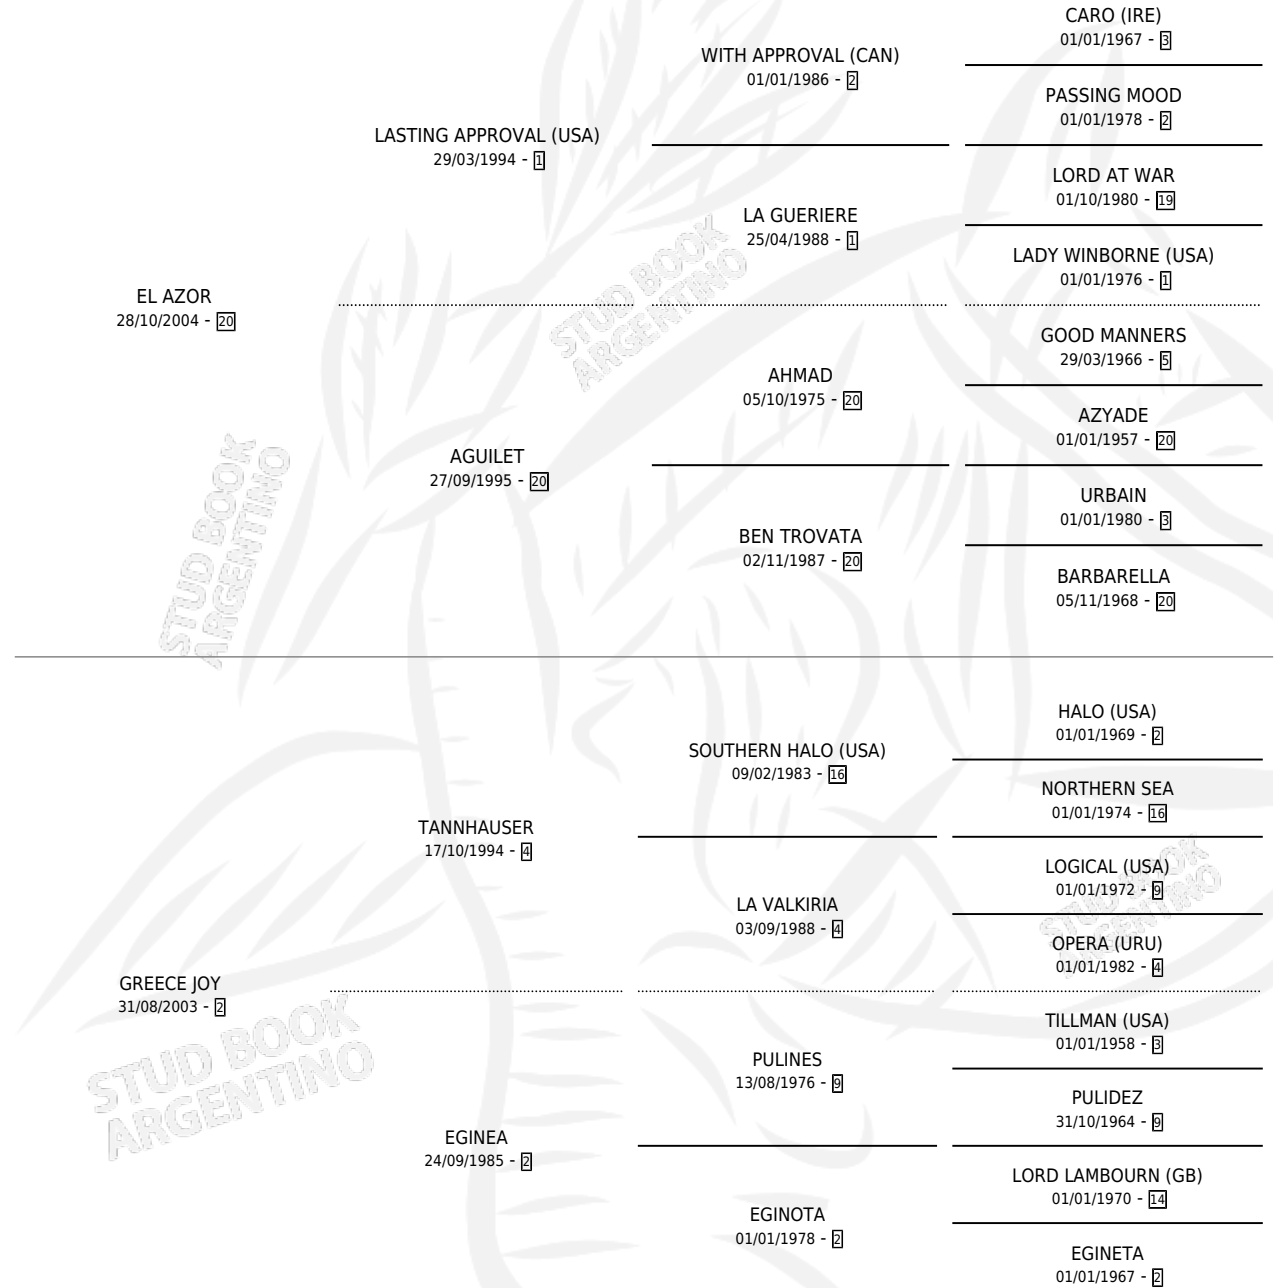 CARO (IRE)
01/01/1967 - 3
WITH APPROVAL (CAN)
01/01/1986 - 2
PASSING MOOD
01/01/1978 - 2
LASTING APPROVAL (USA)
29/03/1994 - 1
LORD AT WAR
01/10/1980 - 19
LA GUERIERE
25/04/1988 - 1
LADY WINBORNE (USA)
01/01/1976 - 1
EL AZOR
28/10/2004 - 20
STUD BOOK
ARGENTINO
GOOD MANNERS
29/03/1966 - 5
AHMAD
05/10/1975 - 20
AZYADE
01/01/1957 - 20
AGUILET
27/09/1995 - 20
URBAIN
01/01/1980 - 3
BEN TROVATA
02/11/1987 - 20
BARBARELLA
05/11/1968 - 20
STUD BOOK
ARGENTINO
HALO (USA)
01/01/1969 - 2
SOUTHERN HALO (USA)
09/02/1983 - 16
NORTHERN SEA
01/01/1974 - 16
TANNHAUSER
17/10/1994 - 4
LOGICAL (USA)
01/01/1972 - 9
LA VALKIRIA
03/09/1988 - 4
STUD BOOK
ARGENTINO
OPERA (URU)
01/01/1982 - 4
GREECE JOY
31/08/2003 - 2
TILLMAN (USA)
01/01/1958 - 3
PULINES
13/08/1976 - 9
STUD BOOK
ARGENTINO
PULIDEZ
31/10/1964 - 9
EGINEA
24/09/1985 - 2
LORD LAMBOURN (GB)
01/01/1970 - 14
EGINOTA
01/01/1978 - 2
EGINETA
01/01/1967 - 2